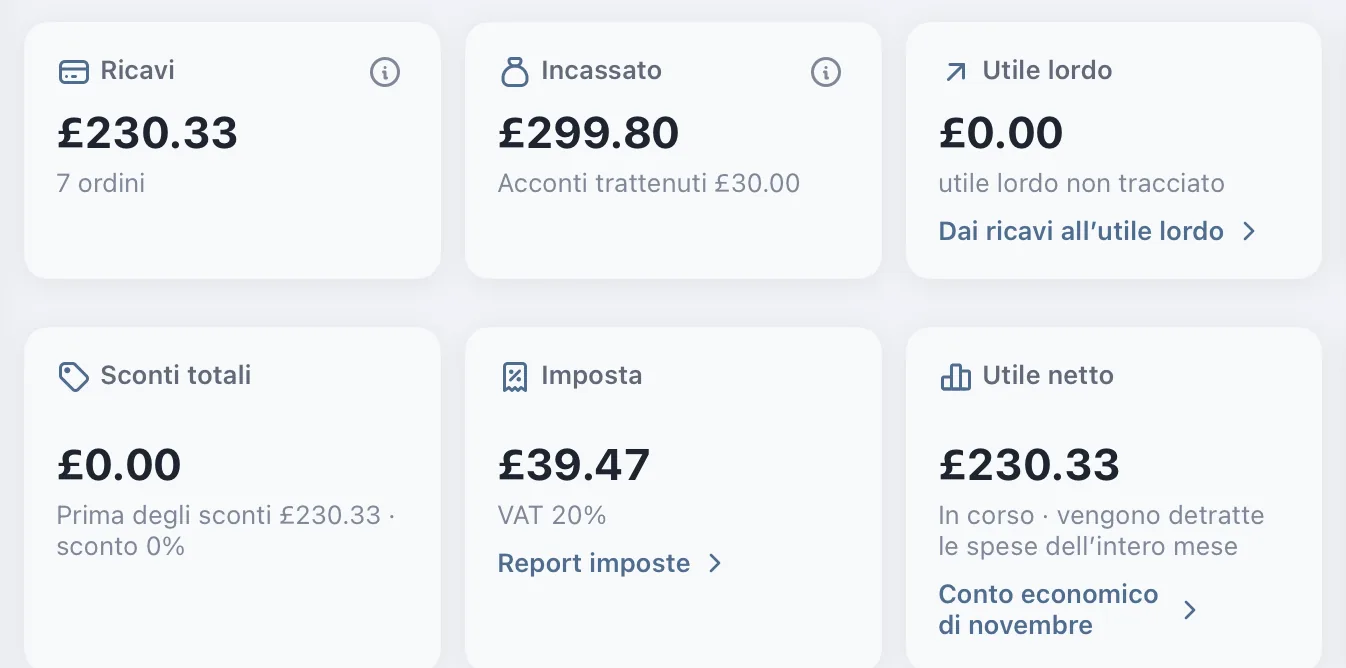 Ricavi
£230.33
7 ordini
Incassato
£299.80
Acconti trattenuti £30.00
Utile lordo
£0.00
utile lordo non tracciato
Dai ricavi all’utile lordo
Sconti totali
£0.00
Prima degli sconti £230.33 ·
sconto 0%
Imposta
£39.47
VAT 20%
Report imposte
Utile netto
£230.33
In corso · vengono detratte
le spese dell’intero mese
Conto economico
di novembre